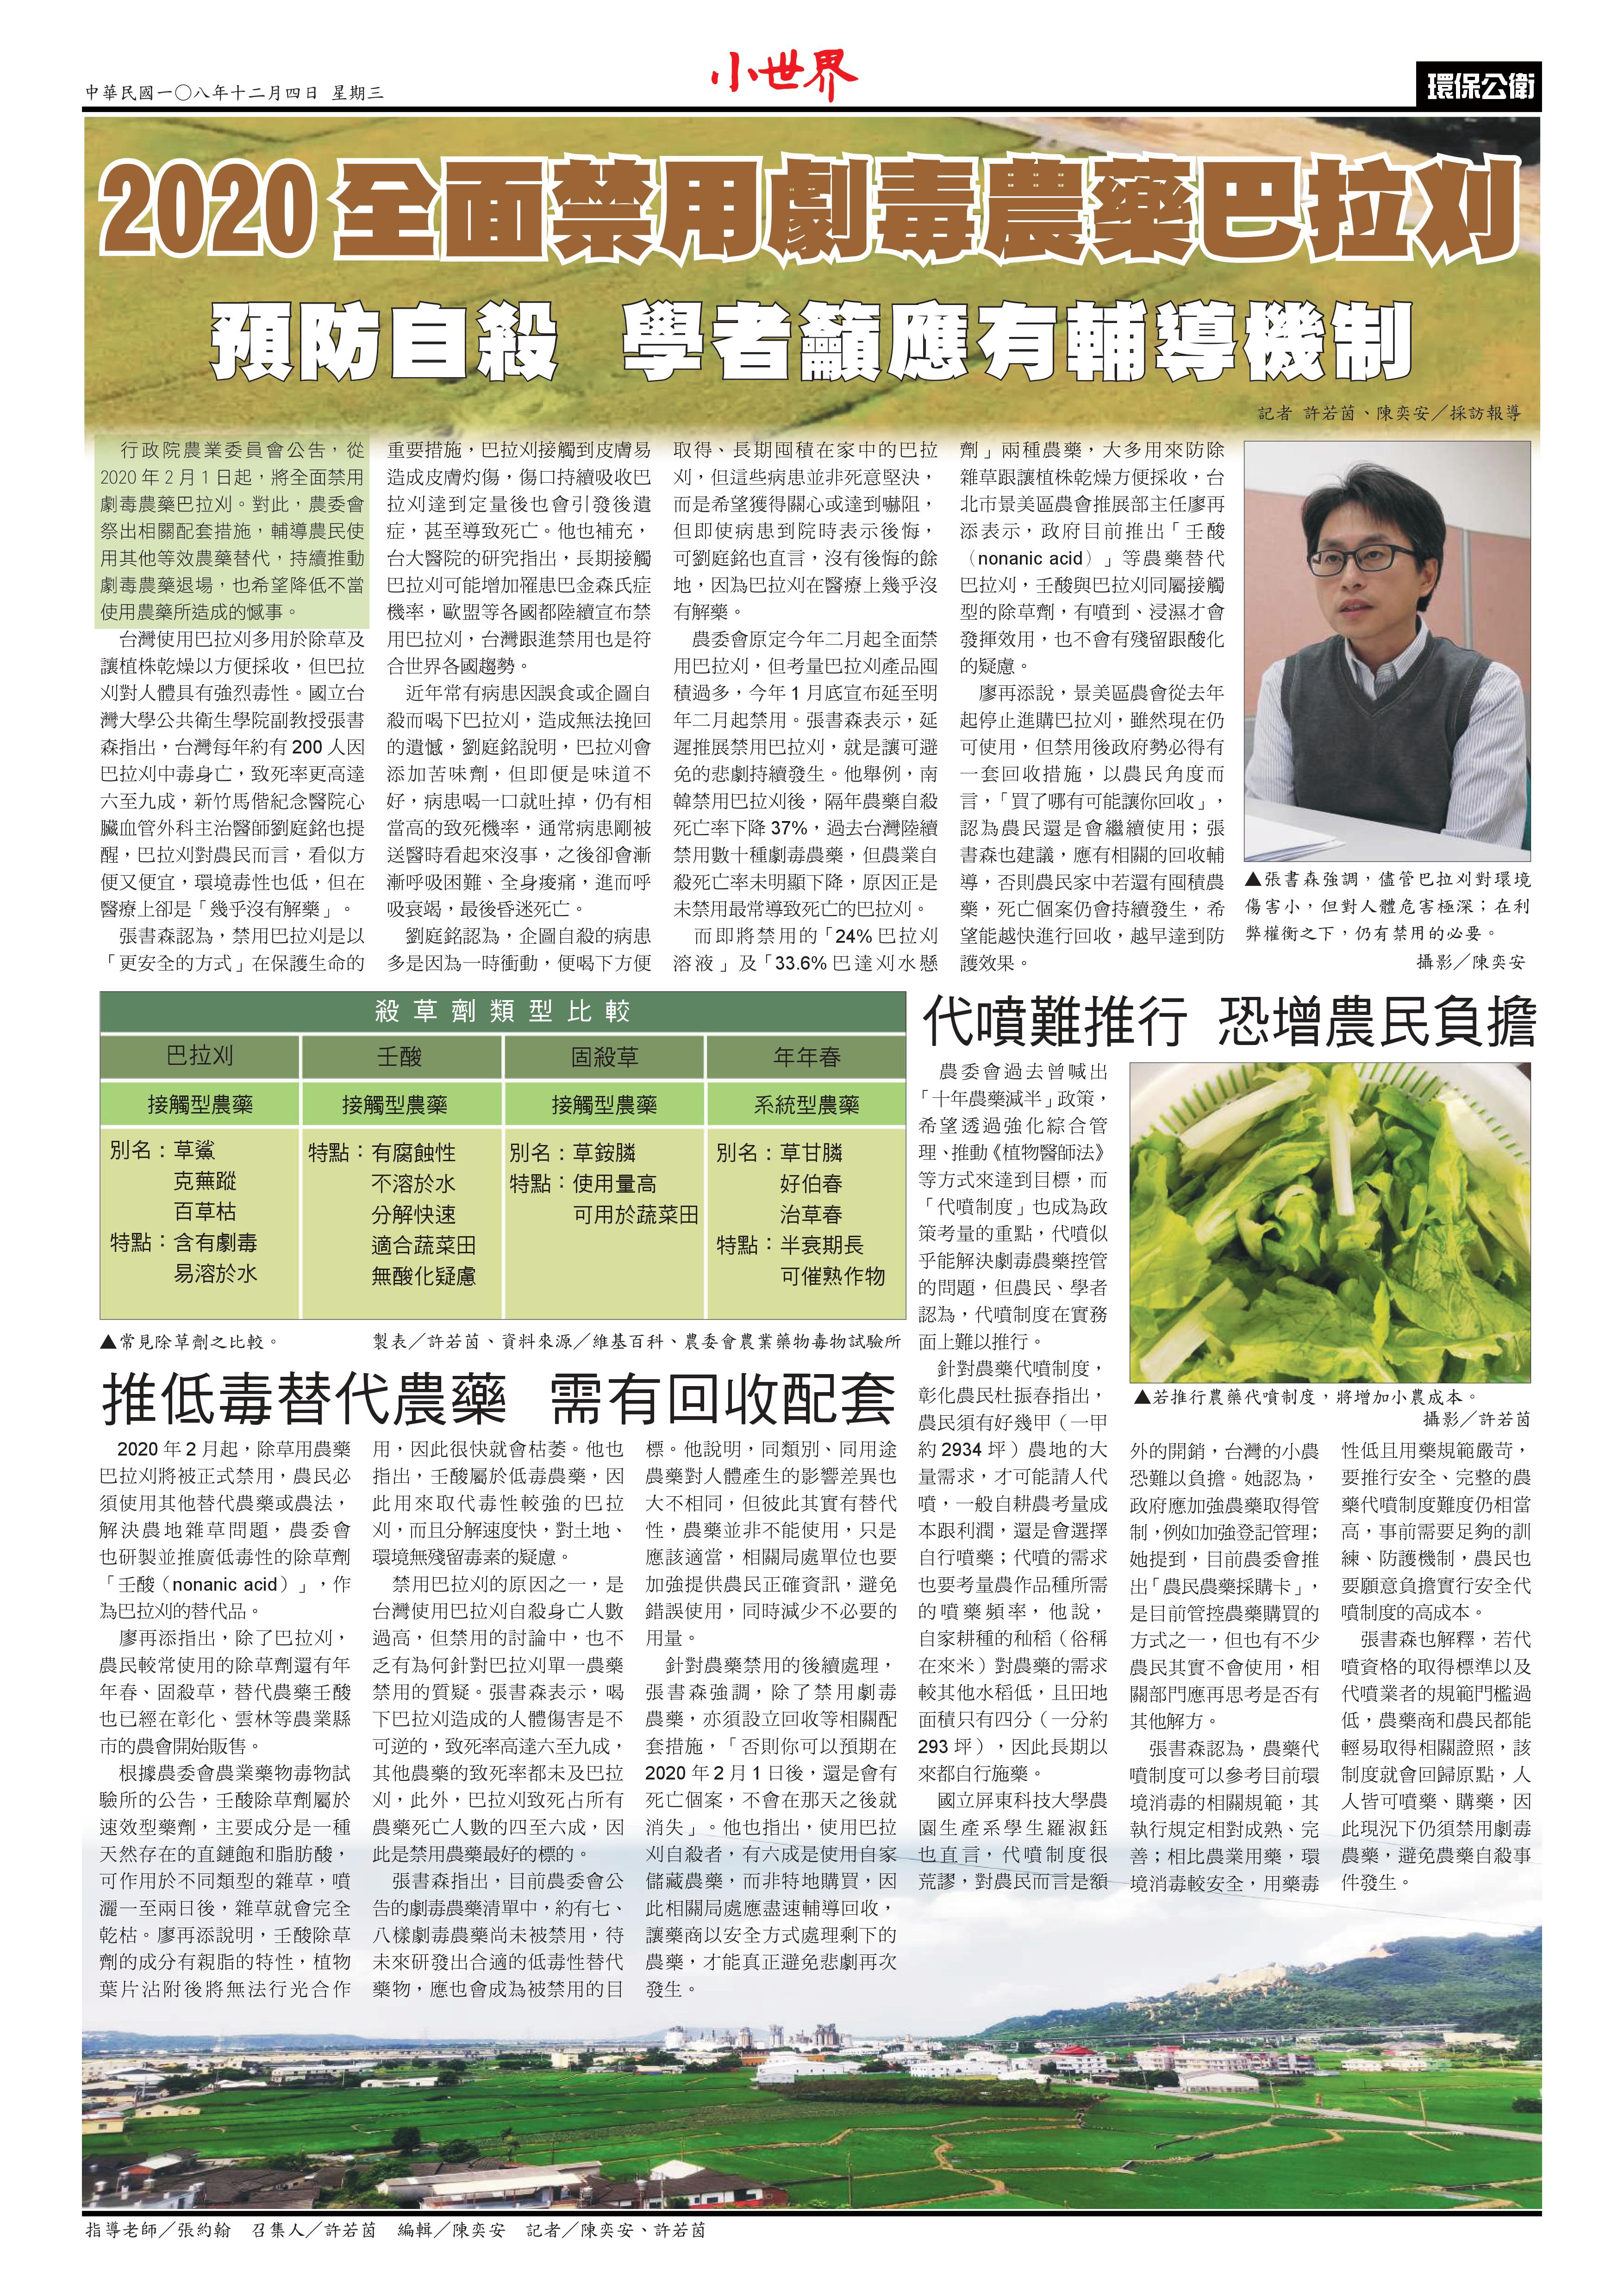 中華民國一〇八年十二月四日 星期三
小世界
環保公衛
2020全面禁用劇毒農藥巴拉刈
預防自殺 學者籲應有輔導機制
記者 許若茵、陳奕安／採訪報導
行政院農業委員會公告，從
2020 年 2 月 1 日起，將全面禁用
劇毒農藥巴拉刈。對此，農委會
祭出相關配套措施，輔導農民使
用其他等效農藥替代，持續推動
劇毒農藥退場，也希望降低不當
使用農藥所造成的憾事。
台灣使用巴拉刈多用於除草及
讓植株乾燥以方便採收，但巴拉
刈對人體具有強烈毒性。國立台
灣大學公共衛生學院副教授張書
森指出，台灣每年約有 200 人因
巴拉刈中毒身亡，致死率更高達
六至九成，新竹馬偕紀念醫院心
臟血管外科主治醫師劉庭銘也提
醒，巴拉刈對農民而言，看似方
便又便宜，環境毒性也低，但在
醫療上卻是「幾乎沒有解藥」。
張書森認為，禁用巴拉刈是以
「更安全的方式」在保護生命的
重要措施，巴拉刈接觸到皮膚易
造成皮膚灼傷，傷口持續吸收巴
拉刈達到定量後也會引發後遺
症，甚至導致死亡。他也補充，
台大醫院的研究指出，長期接觸
巴拉刈可能增加罹患巴金森氏症
機率，歐盟等各國都陸續宣布禁
用巴拉刈，台灣跟進禁用也是符
合世界各國趨勢。
近年常有病患因誤食或企圖自
殺而喝下巴拉刈，造成無法挽回
的遺憾，劉庭銘說明，巴拉刈會
添加苦味劑，但即便是味道不
好，病患喝一口就吐掉，仍有相
當高的致死機率，通常病患剛被
送醫時看起來沒事，之後卻會漸
漸呼吸困難、全身痠痛，進而呼
吸衰竭，最後昏迷死亡。
劉庭銘認為，企圖自殺的病患
多是因為一時衝動，便喝下方便
取得、長期囤積在家中的巴拉
刈，但這些病患並非死意堅決，
而是希望獲得關心或達到嚇阻，
但即使病患到院時表示後悔，
可劉庭銘也直言，沒有後悔的餘
地，因為巴拉刈在醫療上幾乎沒
有解藥。
農委會原定今年二月起全面禁
用巴拉刈，但考量巴拉刈產品囤
積過多，今年 1 月底宣布延至明
年二月起禁用。張書森表示，延
遲推展禁用巴拉刈，就是讓可避
免的悲劇持續發生。他舉例，南
韓禁用巴拉刈後，隔年農藥自殺
死亡率下降 37%，過去台灣陸續
禁用數十種劇毒農藥，但農業自
殺死亡率未明顯下降，原因正是
未禁用最常導致死亡的巴拉刈。
而即將禁用的「24% 巴拉刈
溶液」及「33.6% 巴達刈水懸
劑」兩種農藥，大多用來防除
雜草跟讓植株乾燥方便採收，台
北市景美區農會推展部主任廖再
添表示，政府目前推出「壬酸
（nonanic acid）」等農藥替代
巴拉刈，壬酸與巴拉刈同屬接觸
型的除草劑，有噴到、浸濕才會
發揮效用，也不會有殘留跟酸化
的疑慮。
廖再添說，景美區農會從去年
起停止進購巴拉刈，雖然現在仍
可使用，但禁用後政府勢必得有
一套回收措施，以農民角度而
言，「買了哪有可能讓你回收」，
認為農民還是會繼續使用；張
書森也建議，應有相關的回收輔
導，否則農民家中若還有囤積農
藥，死亡個案仍會持續發生，希
望能越快進行回收，越早達到防
護效果。
▲張書森強調，儘管巴拉刈對環境
傷害小，但對人體危害極深；在利
弊權衡之下，仍有禁用的必要。
攝影／陳奕安
殺草劑類型比較
巴拉刈 壬酸 固殺草 年年春
接觸型農藥 接觸型農藥 接觸型農藥 系統型農藥
別名：草鯊
克蕪蹤
百草枯
特點：含有劇毒
易溶於水
特點：有腐蝕性
不溶於水
分解快速
適合蔬菜田
無酸化疑慮
別名：草銨膦
特點：使用量高
可用於蔬菜田
別名：草甘膦
好伯春
治草春
特點：半衰期長
可催熟作物
▲常見除草劑之比較。 製表／許若茵、資料來源／維基百科、農委會農業藥物毒物試驗所
推低毒替代農藥 需有回收配套
2020 年 2 月起，除草用農藥
巴拉刈將被正式禁用，農民必
須使用其他替代農藥或農法，
解決農地雜草問題，農委會
也研製並推廣低毒性的除草劑
「壬酸（nonanic acid）」，作
為巴拉刈的替代品。
廖再添指出，除了巴拉刈，
農民較常使用的除草劑還有年
年春、固殺草，替代農藥壬酸
也已經在彰化、雲林等農業縣
市的農會開始販售。
根據農委會農業藥物毒物試
驗所的公告，壬酸除草劑屬於
速效型藥劑，主要成分是一種
天然存在的直鏈飽和脂肪酸，
可作用於不同類型的雜草，噴
灑一至兩日後，雜草就會完全
乾枯。廖再添說明，壬酸除草
劑的成分有親脂的特性，植物
葉片沾附後將無法行光合作
用，因此很快就會枯萎。他也
指出，壬酸屬於低毒農藥，因
此用來取代毒性較強的巴拉
刈，而且分解速度快，對土地、
環境無殘留毒素的疑慮。
禁用巴拉刈的原因之一，是
台灣使用巴拉刈自殺身亡人數
過高，但禁用的討論中，也不
乏有為何針對巴拉刈單一農藥
禁用的質疑。張書森表示，喝
下巴拉刈造成的人體傷害是不
可逆的，致死率高達六至九成，
其他農藥的致死率都未及巴拉
刈，此外，巴拉刈致死占所有
農藥死亡人數的四至六成，因
此是禁用農藥最好的標的。
張書森指出，目前農委會公
告的劇毒農藥清單中，約有七、
八樣劇毒農藥尚未被禁用，待
未來研發出合適的低毒性替代
藥物，應也會成為被禁用的目
標。他說明，同類別、同用途
農藥對人體產生的影響差異也
大不相同，但彼此其實有替代
性，農藥並非不能使用，只是
應該適當，相關局處單位也要
加強提供農民正確資訊，避免
錯誤使用，同時減少不必要的
用量。
針對農藥禁用的後續處理，
張書森強調，除了禁用劇毒
農藥，亦須設立回收等相關配
套措施，「否則你可以預期在
2020 年 2 月 1 日後，還是會有
死亡個案，不會在那天之後就
消失」。他也指出，使用巴拉
刈自殺者，有六成是使用自家
儲藏農藥，而非特地購買，因
此相關局處應盡速輔導回收，
讓藥商以安全方式處理剩下的
農藥，才能真正避免悲劇再次
發生。
代噴難推行 恐增農民負擔
農委會過去曾喊出
「十年農藥減半」政策，
希望透過強化綜合管
理、推動《植物醫師法》
等方式來達到目標，而
「代噴制度」也成為政
策考量的重點，代噴似
乎能解決劇毒農藥控管
的問題，但農民、學者
認為，代噴制度在實務
面上難以推行。
針對農藥代噴制度，
彰化農民杜振春指出，
農民須有好幾甲（一甲
約 2934 坪）農地的大
量需求，才可能請人代
噴，一般自耕農考量成
本跟利潤，還是會選擇
自行噴藥；代噴的需求
也要考量農作品種所需
的噴藥頻率，他說，
自家耕種的秈稻（俗稱
在來米）對農藥的需求
較其他水稻低，且田地
面積只有四分（一分約
293 坪），因此長期以
來都自行施藥。
國立屏東科技大學農
園生產系學生羅淑鈺
也直言，代噴制度很
荒謬，對農民而言是額
▲若推行農藥代噴制度，將增加小農成本。
攝影／許若茵
外的開銷，台灣的小農
恐難以負擔。她認為，
政府應加強農藥取得管
制，例如加強登記管理；
她提到，目前農委會推
出「農民農藥採購卡」，
是目前管控農藥購買的
方式之一，但也有不少
農民其實不會使用，相
關部門應再思考是否有
其他解方。
張書森認為，農藥代
噴制度可以參考目前環
境消毒的相關規範，其
執行規定相對成熟、完
善；相比農業用藥，環
境消毒較安全，用藥毒
性低且用藥規範嚴苛，
要推行安全、完整的農
藥代噴制度難度仍相當
高，事前需要足夠的訓
練、防護機制，農民也
要願意負擔實行安全代
噴制度的高成本。
張書森也解釋，若代
噴資格的取得標準以及
代噴業者的規範門檻過
低，農藥商和農民都能
輕易取得相關證照，該
制度就會回歸原點，人
人皆可噴藥、購藥，因
此現況下仍須禁用劇毒
農藥，避免農藥自殺事
件發生。
指導老師／張約翰 召集人／許若茵 編輯／陳奕安 記者／陳奕安、許若茵